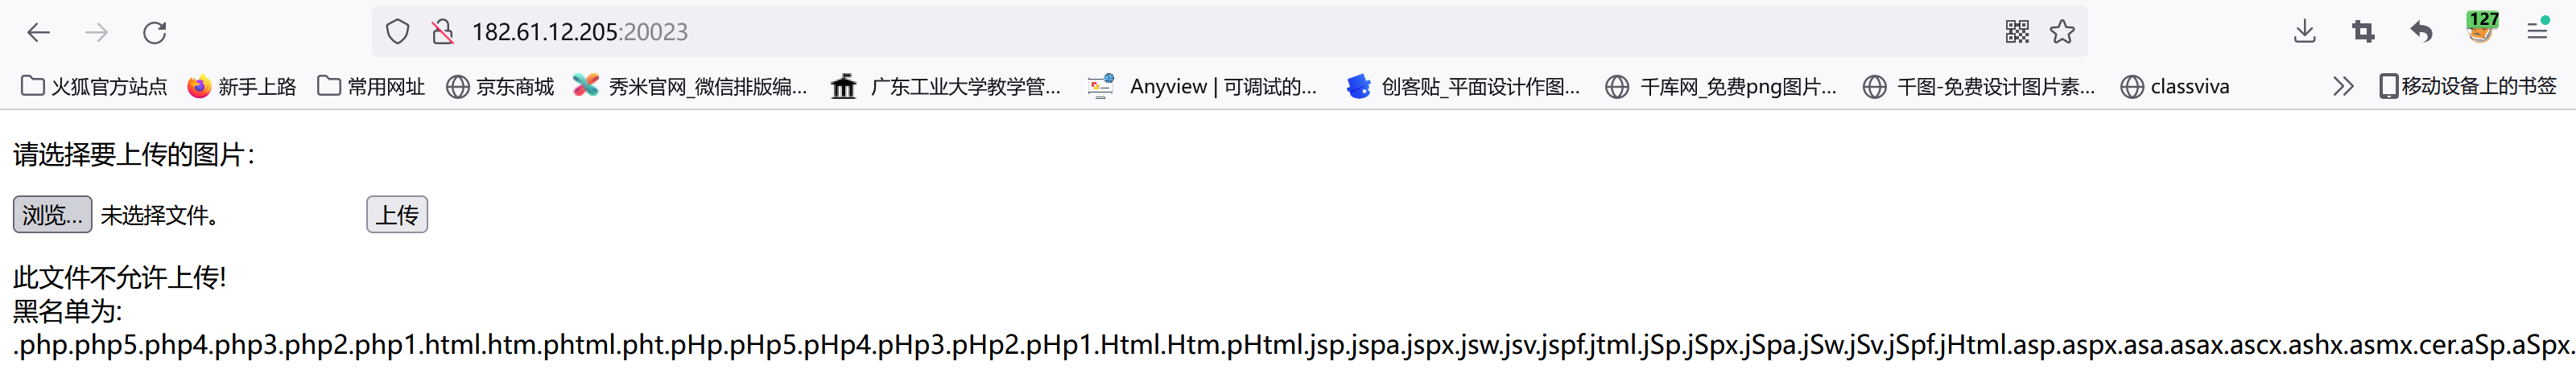 182.61.12.205:20023
127
火狐官方站点 新手上路 常用网址 京东商城 秀米官网_微信排版编... 广东工业大学教学管... Anyview | 可调试的... 创客贴_平面设计作图... 千库网_免费png图片... 千图-免费设计图片素... classviva 移动设备上的书签
请选择要上传的图片：
浏览... 未选择文件。 上传
此文件不允许上传!
黑名单为:
.php.php5.php4.php3.php2.php1.html.htm.phtml.pht.pHp.pHp5.pHp4.pHp3.pHp2.pHp1.Html.Htm.pHtml.jsp.jspa.jspx.jsw.jsv.jspf.jtml.jSp.jSpx.jSpa.jSw.jSv.jSpf.jHtml.asp.aspx.asa.asax.ascx.ashx.asmx.cer.aSp.aSpx.